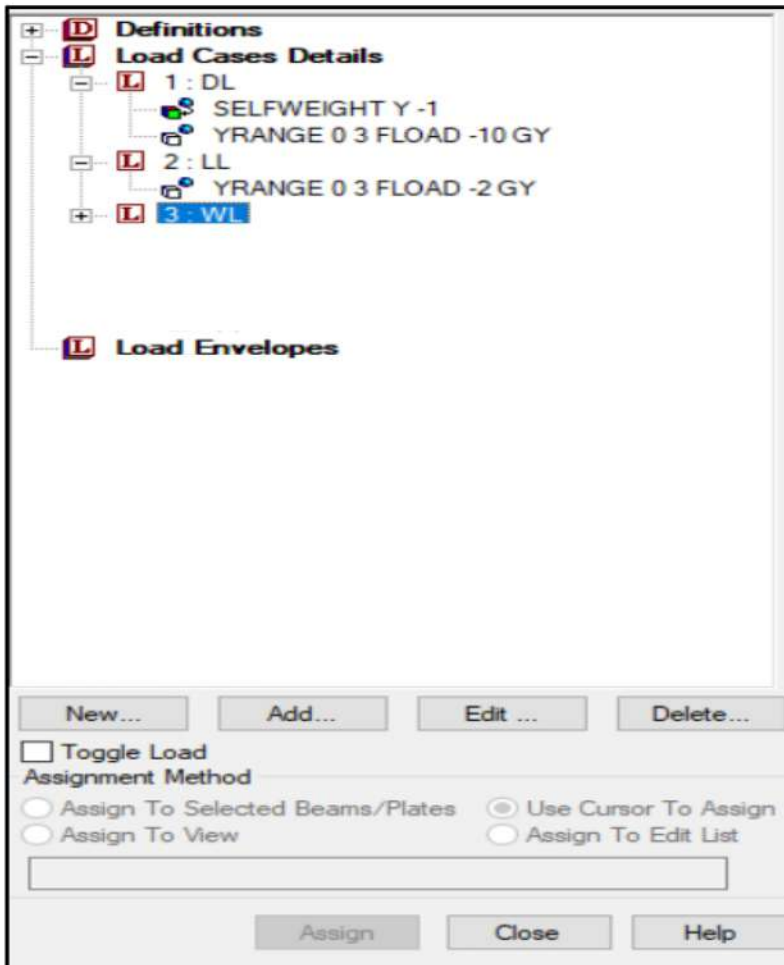 Definitions
Load Cases Details
1 : DL
SELFWEIGHT Y -1
YRANGE 0 3 FLOAD -10 GY
2 : LL
YRANGE 0 3 FLOAD -2 GY
3 : WL
Load Envelopes
New... Add... Edit ... Delete...
Toggle Load
Assignment Method
Assign To Selected Beams/Plates Use Cursor To Assign
Assign To View Assign To Edit List
Assign Close Help